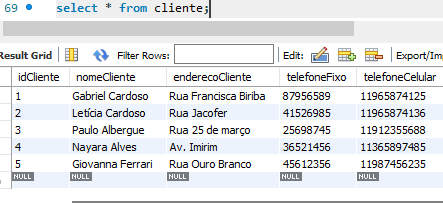 69 select * from cliente;
Result Grid Filter Rows: Edit: Export/Imp
idCliente nomeCliente enderecoCliente telefoneFixo telefoneCelular
1 Gabriel Cardoso Rua Francisca Biriba 87956589 11965874125
2 Letícia Cardoso Rua Jacofer 41526985 11965874136
3 Paulo Albergue Rua 25 de março 25698745 11912355688
4 Nayara Alves Av. Imirim 36521456 11365897485
5 Giovanna Ferrari Rua Ouro Branco 45612356 11987456235
NULL NULL NULL NULL NULL